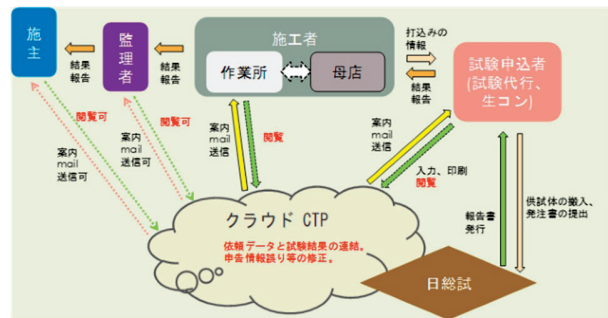 施主
監理者
施工者
作業所
母店
試験申込者
(試験代行、
生コン)
結果
報告
結果
報告
打込みの
情報
結果
報告
閲覧可
閲覧可
案内
mail
送信可
案内
mail
送信可
案内
mail
送信
閲覧
案内
mail
送信
入力、印刷
閲覧
報告書
発行
供試体の搬入、
発注書の提出
クラウド CTP
依頼データと試験結果の連結。
申告情報誤り等の修正。
日総試